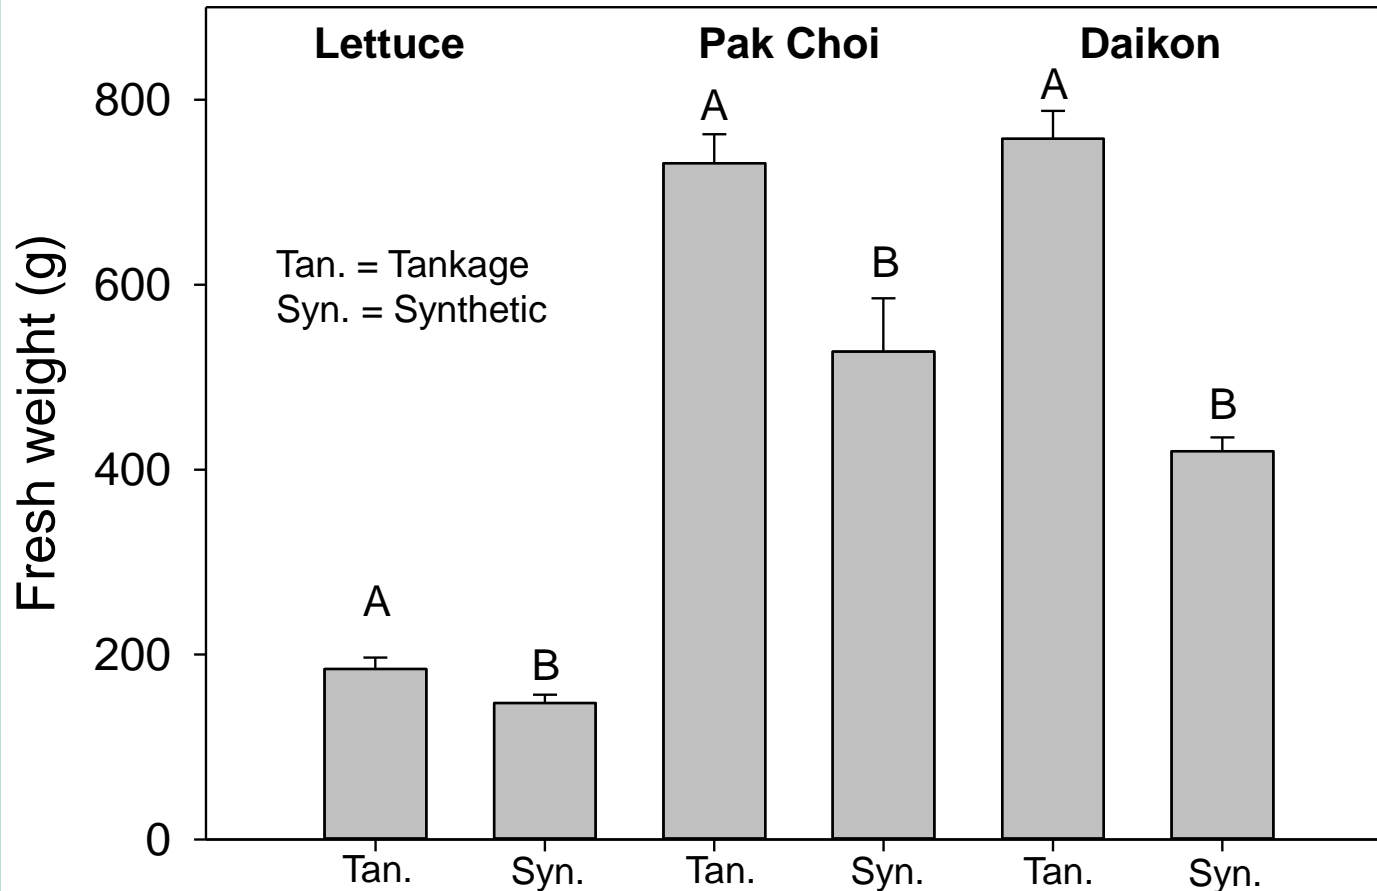 Lettuce Pak Choi Daikon
A A
800
A
B
Tan. = Tankage
600
Syn. = Synthetic
B
400
A
200
B
0
Tan. Syn. Tan. Syn. Tan. Syn.
Fresh weight (g)